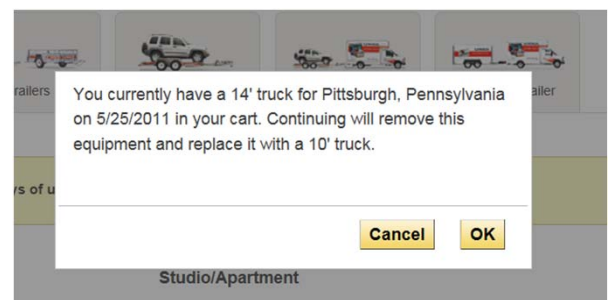 railers
ailer
You currently have a 14' truck for Pittsburgh, Pennsylvania
on 5/25/2011 in your cart. Continuing will remove this
equipment and replace it with a 10' truck.
ys of u
Cancel
OK
Studio/Apartment